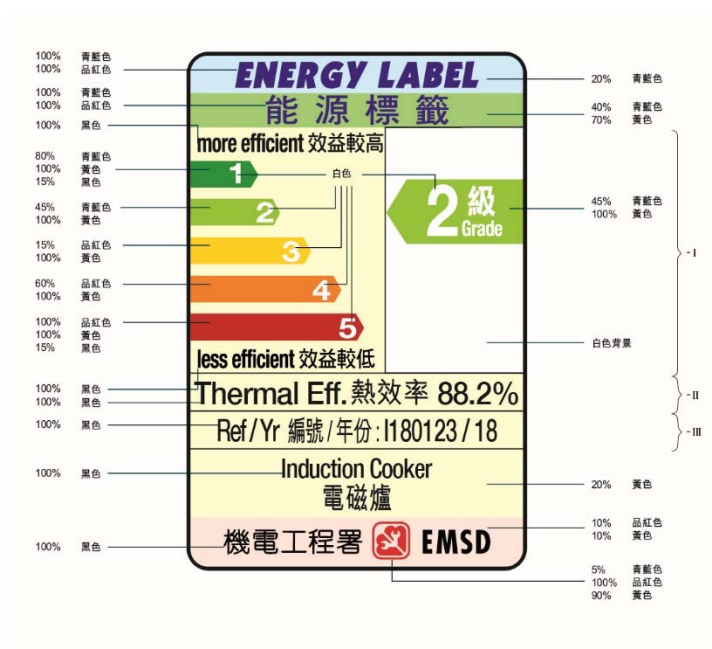 100% 青藍色
100% 品紅色
100% 青藍色
100% 品紅色
100% 黑色
80% 青藍色
100% 黃色
15% 黑色
45% 青藍色
100% 黃色
15% 品紅色
100% 黃色
60% 品紅色
100% 黃色
100% 品紅色
100% 黃色
15% 黑色
100% 黑色
100% 黑色
100% 黑色
100% 黑色
100% 黑色
ENERGY LABEL
能源標籤
more efficient 效益較高
白色
1
2
3
4
5
2級
Grade
less efficient 效益較低
Thermal Eff. 熱效率 88.2%
Ref / Yr 編號 / 年份 : I180123 / 18
Induction Cooker
電磁爐
機電工程署 EMSD
20% 青藍色
40% 青藍色
70% 黃色
45% 青藍色
100% 黃色
白色背景
- I
- II
- III
20% 黃色
10% 品紅色
10% 黃色
5% 青藍色
100% 品紅色
90% 黃色